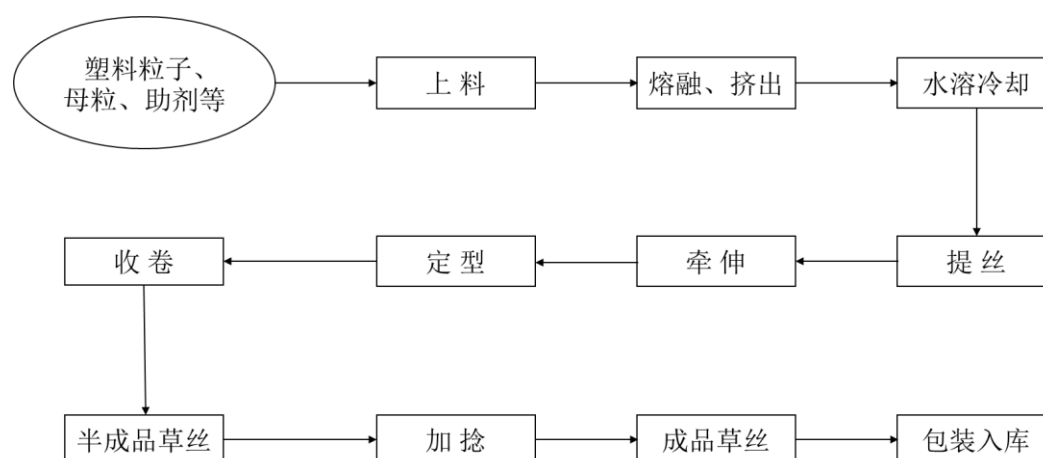 塑料粒子、
母粒、助剂等
上 料
熔融、挤出
水溶冷却
提 丝
牵 伸
定 型
收 卷
半成品草丝
加 捻
成品草丝
包装入库